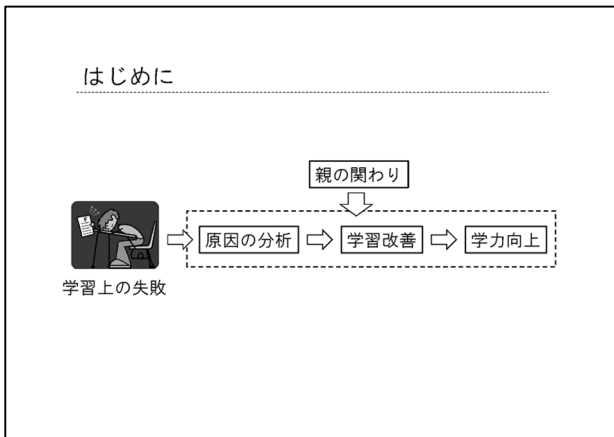 はじめに
親の関わり
原因の分析
学習改善
学力向上
学習上の失敗